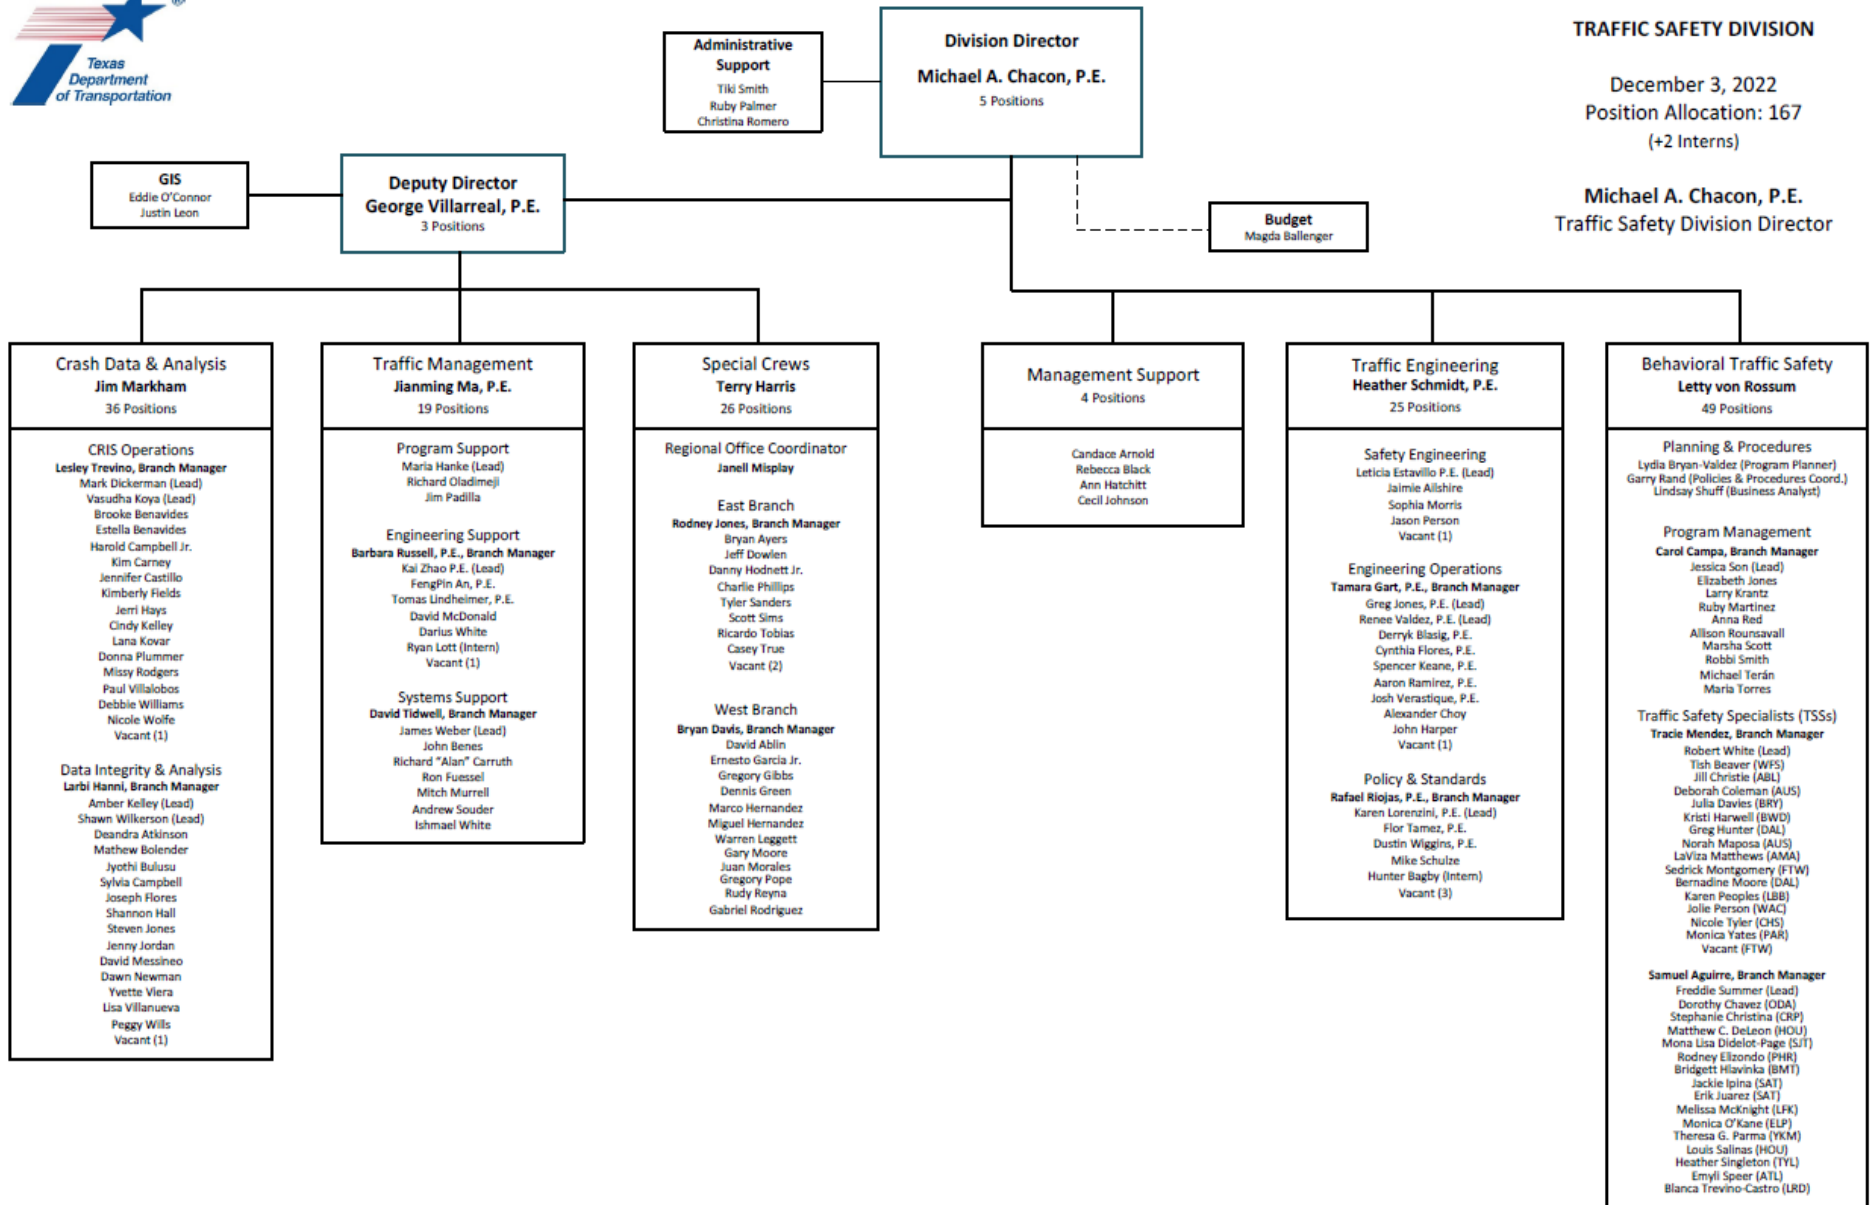 ®
Texas
Department
of Transportation
Administrative
Support
Tiki Smith
Ruby Palmer
Christina Romero
Division Director
Michael A. Chacon, P.E.
5 Positions
TRAFFIC SAFETY DIVISION
December 3, 2022
Position Allocation: 167
(+2 Interns)
Michael A. Chacon, P.E.
Traffic Safety Division Director
GIS
Eddie O'Connor
Justin Leon
Deputy Director
George Villarreal, P.E.
3 Positions
Budget
Magda Ballenger
Crash Data & Analysis
Jim Markham
36 Positions
CRIS Operations
Lesley Trevino, Branch Manager
Mark Dickerman (Lead)
Vasudha Koya (Lead)
Brooke Benavides
Estella Benavides
Harold Campbell Jr.
Kim Carney
Jennifer Castillo
Kimberly Fields
Jerri Hays
Cindy Kelley
Lana Kovar
Donna Plummer
Missy Rodgers
Paul Villalobos
Debbie Williams
Nicole Wolfe
Vacant (1)
Data Integrity & Analysis
Larbi Hanni, Branch Manager
Amber Kelley (Lead)
Shawn Wilkerson (Lead)
Deandra Atkinson
Mathew Bolender
Jyothi Bulusu
Sylvia Campbell
Joseph Flores
Shannon Hall
Steven Jones
Jenny Jordan
David Messineo
Dawn Newman
Yvette Viera
Lisa Villanueva
Peggy Wills
Vacant (1)
Traffic Management
Jianming Ma, P.E.
19 Positions
Program Support
Maria Hanke (Lead)
Richard Oladimeji
Jim Padilla
Engineering Support
Barbara Russell, P.E., Branch Manager
Kai Zhao P.E. (Lead)
FengPin An, P.E.
Tomas Lindheimer, P.E.
David McDonald
Darius White
Ryan Lott (Intern)
Vacant (1)
Systems Support
David Tidwell, Branch Manager
James Weber (Lead)
John Benes
Richard "Alan" Carruth
Ron Fuessel
Mitch Murrell
Andrew Souder
Ishmael White
Special Crews
Terry Harris
26 Positions
Regional Office Coordinator
Janell Misplay
East Branch
Rodney Jones, Branch Manager
Bryan Ayers
Jeff Dowlen
Danny Hodnett Jr.
Charlie Phillips
Tyler Sanders
Scott Sims
Ricardo Tobias
Casey True
Vacant (2)
West Branch
Bryan Davis, Branch Manager
David Ablin
Ernesto Garcia Jr.
Gregory Gibbs
Dennis Green
Marco Hernandez
Miguel Hernandez
Warren Leggett
Gary Moore
Juan Morales
Gregory Pope
Rudy Reyna
Gabriel Rodriguez
Management Support
4 Positions
Candace Arnold
Rebecca Black
Ann Hatchitt
Cecil Johnson
Traffic Engineering
Heather Schmidt, P.E.
25 Positions
Safety Engineering
Leticia Estavillo P.E. (Lead)
Jaimie Ailshire
Sophia Morris
Jason Person
Vacant (1)
Engineering Operations
Tamara Gart, P.E., Branch Manager
Greg Jones, P.E. (Lead)
Renee Valdez, P.E. (Lead)
Derryk Blasig, P.E.
Cynthia Flores, P.E.
Spencer Keane, P.E.
Aaron Ramirez, P.E.
Josh Verastique, P.E.
Alexander Choy
John Harper
Vacant (1)
Policy & Standards
Rafael Riojas, P.E., Branch Manager
Karen Lorenzini, P.E. (Lead)
Flor Tamez, P.E.
Dustin Wiggins, P.E.
Mike Schulze
Hunter Bagby (Intern)
Vacant (3)
Behavioral Traffic Safety
Letty von Rossum
49 Positions
Planning & Procedures
Lydia Bryan-Valdez (Program Planner)
Garry Rand (Policies & Procedures Coord.)
Lindsay Shuff (Business Analyst)
Program Management
Carol Campa, Branch Manager
Jessica Son (Lead)
Elizabeth Jones
Larry Krantz
Ruby Martinez
Anna Red
Allison Rounsavall
Marsha Scott
Robbi Smith
Michael Terán
Maria Torres
Traffic Safety Specialists (TSSs)
Tracie Mendez, Branch Manager
Robert White (Lead)
Tish Beaver (WFS)
Jill Christie (ABL)
Deborah Coleman (AUS)
Julia Davies (BRY)
Kristi Harwell (BWD)
Greg Hunter (DAL)
Norah Maposa (AUS)
LaViza Matthews (AMA)
Sedrick Montgomery (FTW)
Bernadine Moore (DAL)
Karen Peoples (LBB)
Jolie Person (WAC)
Nicole Tyler (CHS)
Monica Yates (PAR)
Vacant (FTW)
Samuel Aguirre, Branch Manager
Freddie Summer (Lead)
Dorothy Chavez (ODA)
Stephanie Christina (CRP)
Matthew C. DeLeon (HOU)
Mona Lisa Didelot-Page (SJT)
Rodney Elizondo (PHR)
Bridgett Hlavinka (BMT)
Jackie Ipina (SAT)
Erik Juarez (SAT)
Melissa McKnight (LFK)
Monica O'Kane (ELP)
Theresa G. Parma (YKM)
Louis Salinas (HOU)
Heather Singleton (TYL)
Emyli Speer (ATL)
Blanca Trevino-Castro (LRD)